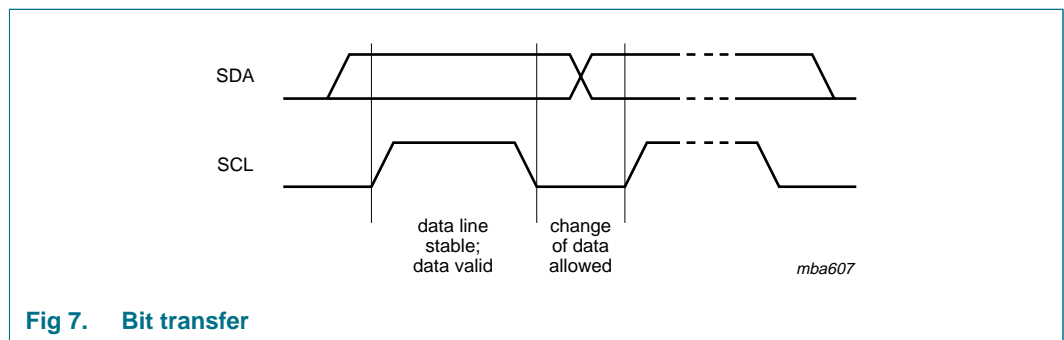 SDA
SCL
data line
stable;
data valid
change
of data
allowed
mba607
Fig 7. Bit transfer